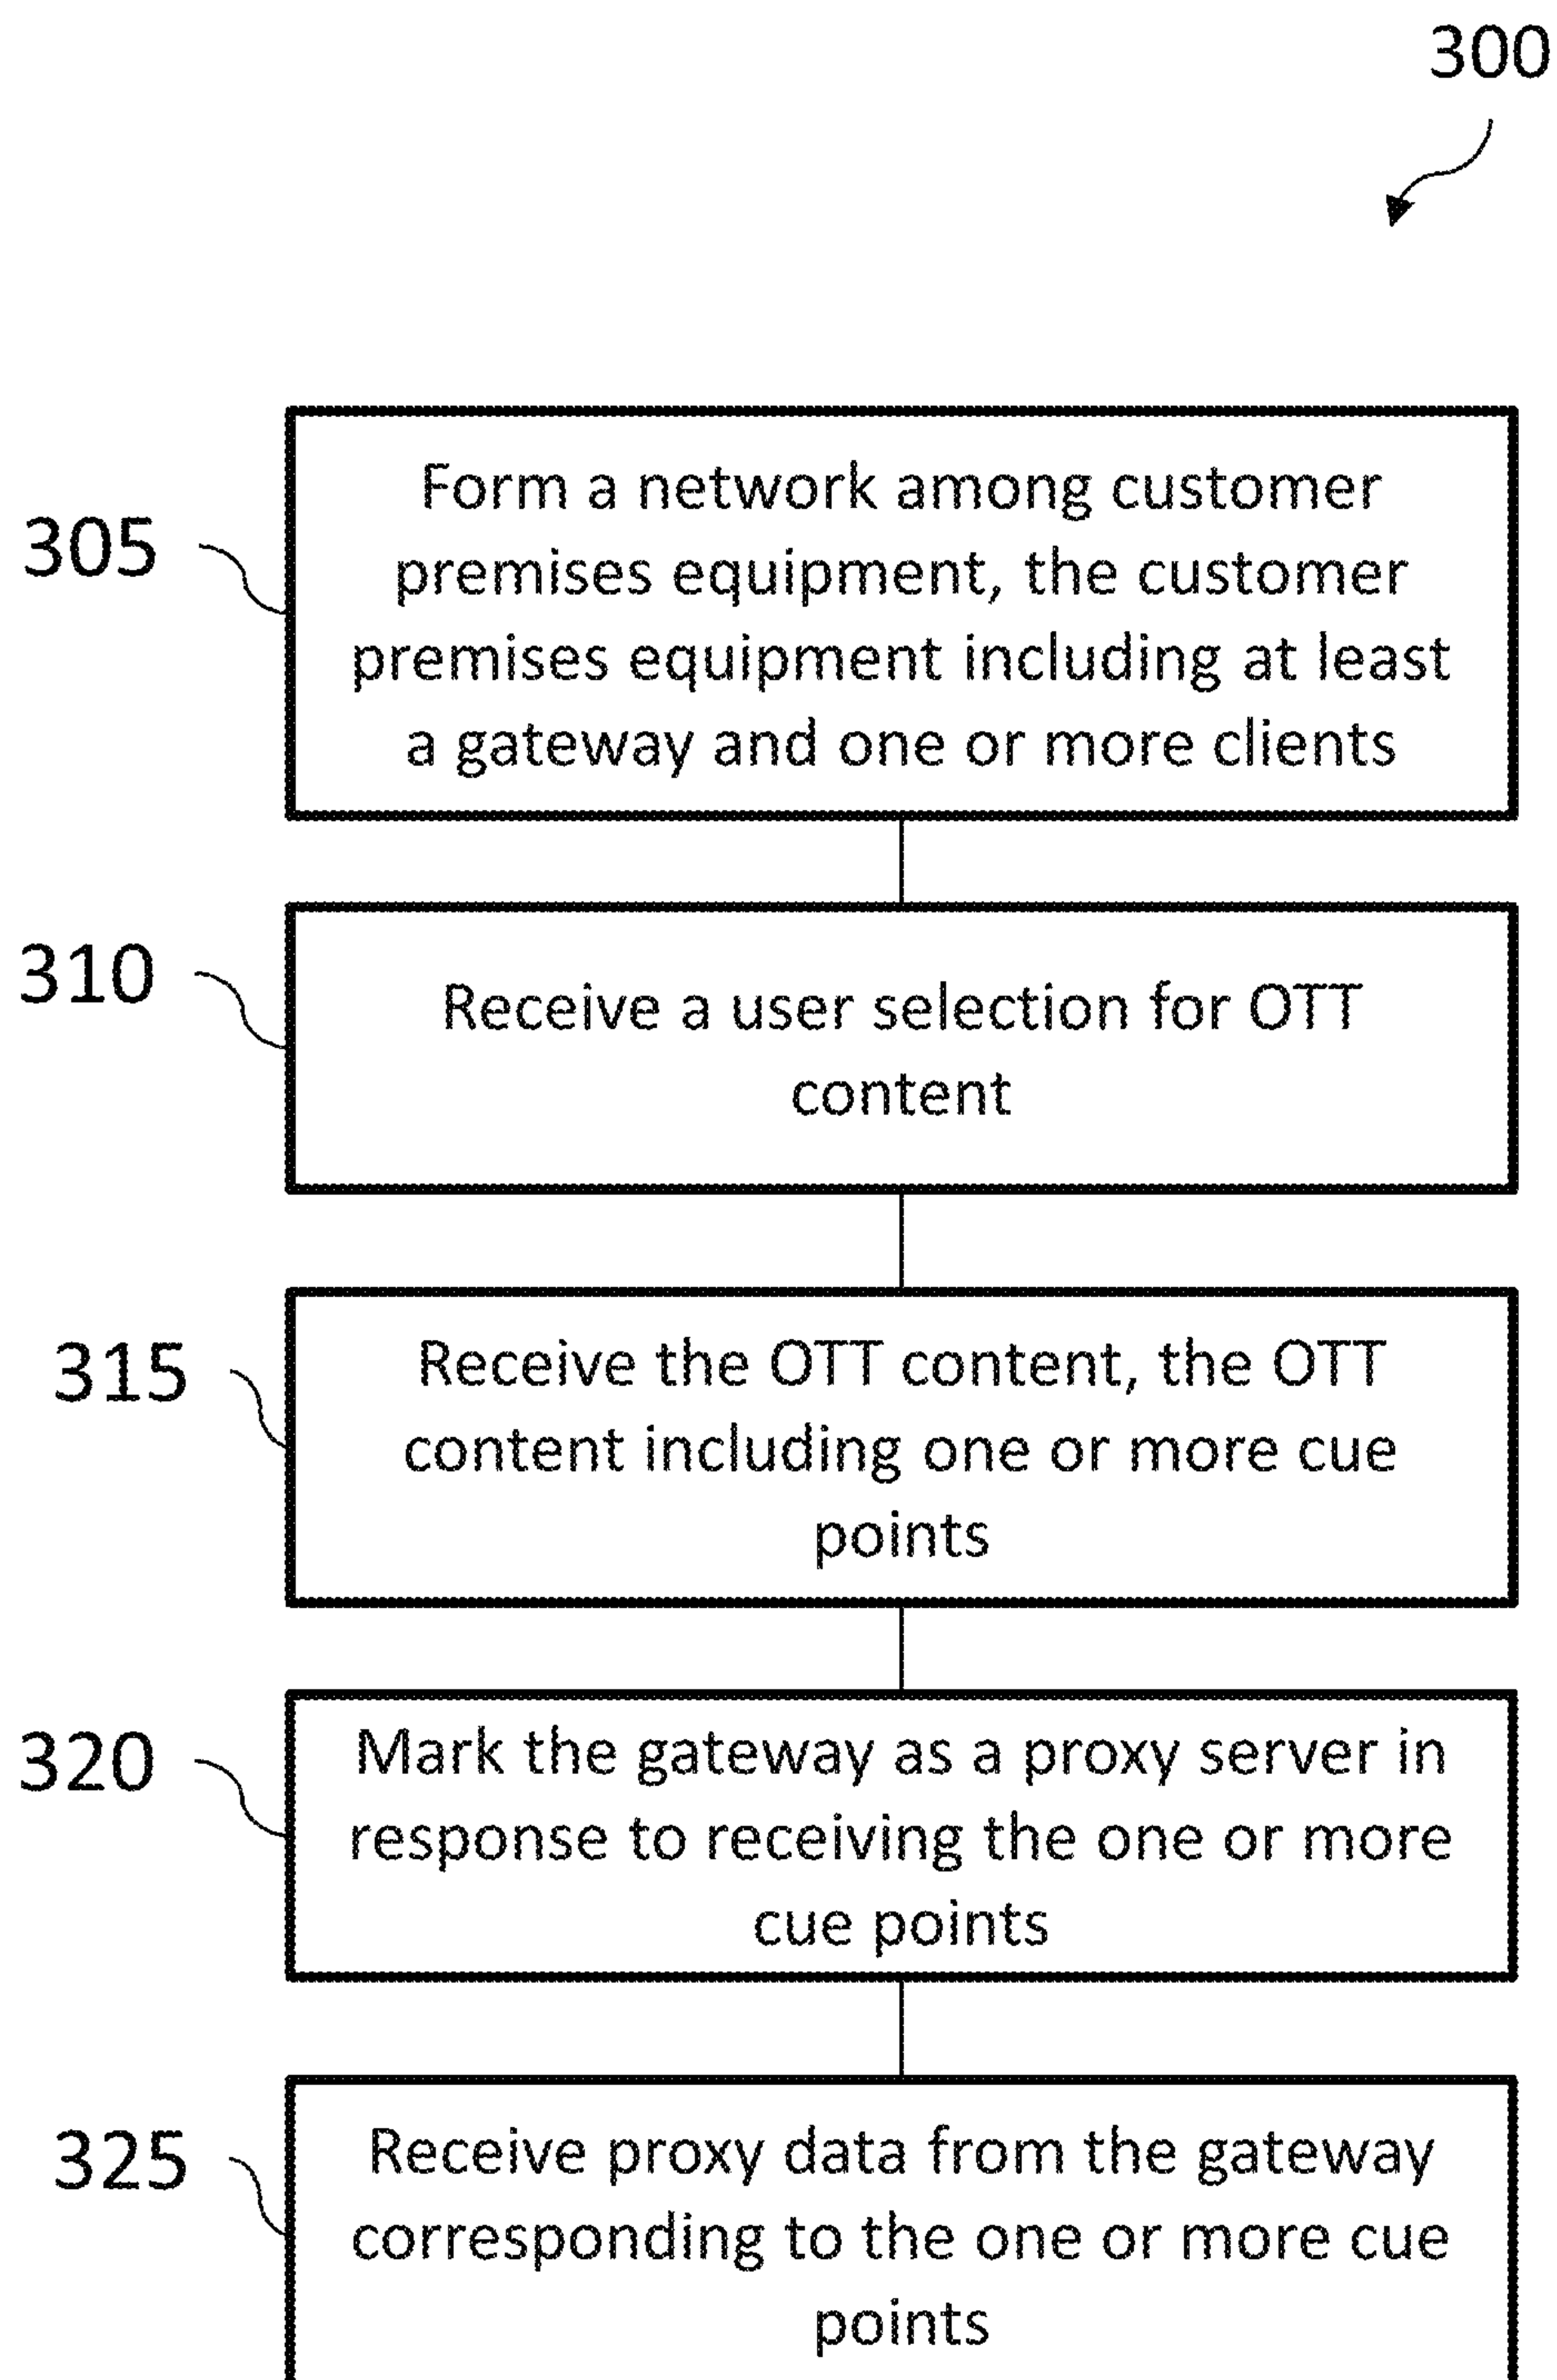 300
305
Form a network among customer
premises equipment, the customer
premises equipment including at least
a gateway and one or more clients
310
Receive a user selection for OTT
content
315
Receive the OTT content, the OTT
content including one or more cue
points
320
Mark the gateway as a proxy server in
response to receiving the one or more
cue points
325
Receive proxy data from the gateway
corresponding to the one or more cue
points